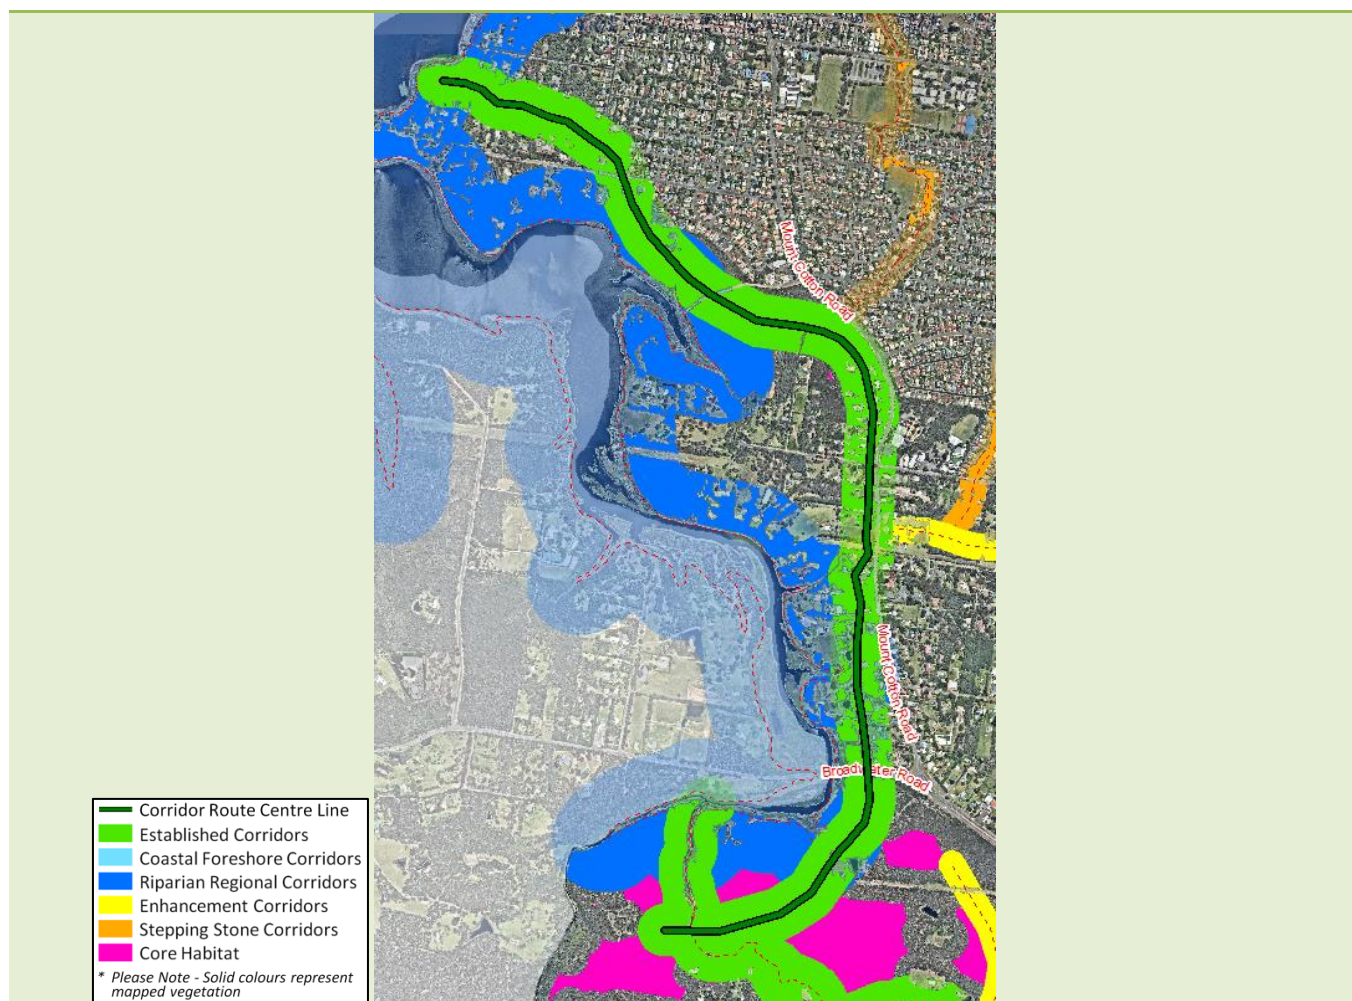 Mount Cotton Road
Mount Cotton Road
Broadwater Road
Corridor Route Centre Line
Established Corridors
Coastal Foreshore Corridors
Riparian Regional Corridors
Enhancement Corridors
Stepping Stone Corridors
Core Habitat
* Please Note - Solid colours represent
mapped vegetation